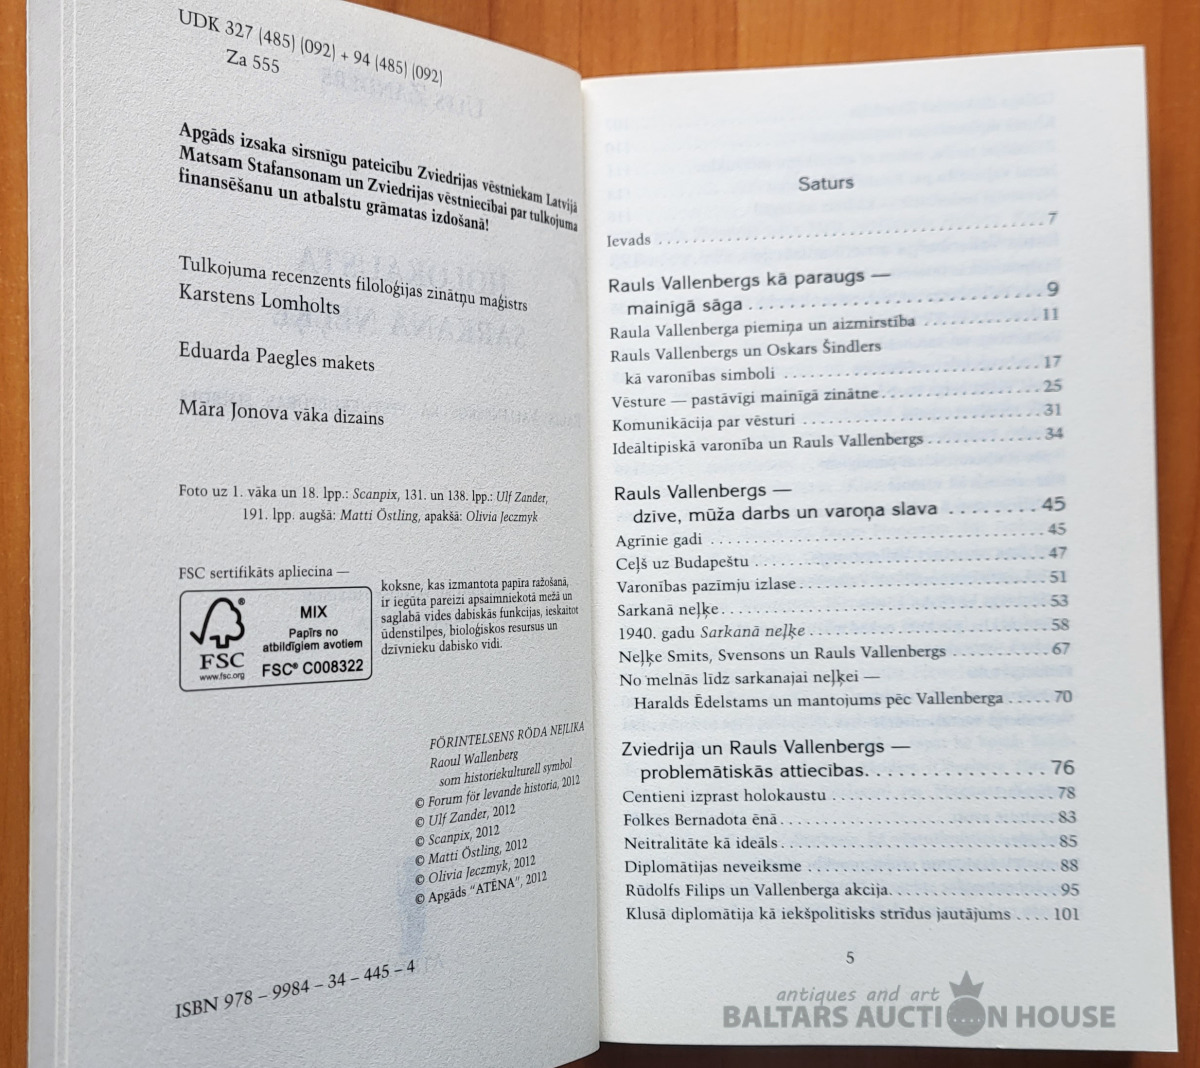 UDK 327 (485) (092) + 94 (485) (092)
Za 555
Apgāds izsaka sirsnīgu pateicību Zviedrijas vēstniekam Latvijā
Matsam Stafansonam un Zviedrijas vēstniecībai par tulkojuma
finansēšanu un atbalstu grāmatas izdošanā!
Tulkojuma recenzents filoloģijas zinātņu maģistrs
Karstens Lomholts
Eduarda Paegles makets
Māra Jonova vāka dizains
Foto uz 1. vāka un 18. lpp.: Scanpix, 131. un 138. lpp.: Ulf Zander,
191. lpp. augšā: Matti Östling, apakšā: Olivia Jeczmyk
FSC sertifikāts apliecina —
koksne, kas izmantota papīra ražošanā,
ir iegūta pareizi apsaimniekotā mežā un
saglabā vides dabiskās funkcijas, ieskaitot
ūdenstilpes, bioloģiskos resursus un
dzīvnieku dabisko vidi.
FSC
www.fsc.org
MIX
Papīrs no
atbildīgiem avotiem
FSC® C008322
FÖRINTELSENS RÖDA NEJLIKA
Raoul Wallenberg
som historiekulturell symbol
© Forum för levande historia, 2012
© Ulf Zander, 2012
© Scanpix, 2012
© Matti Östling, 2012
© Olivia Jeczmyk, 2012
© Apgāds "ATĒNA", 2012
ISBN 978 – 9984 – 34 – 445 – 4
Saturs
Ievads . . . . . . . . . . . . . . . . . . . . 7
Rauls Vallenbergs kā paraugs —
mainīgā sāga . . . . . . . . . . . . . . . . . . . . 9
Raula Vallenberga piemiņa un aizmirstība . . . . . . . . . . 11
Rauls Vallenbergs un Oskars Šindlers
kā varonības simboli . . . . . . . . . . . . . . . . . . . . 17
Vēsture — pastāvīgi mainīgā zinātne . . . . . . . . . . . . 25
Komunikācija par vēsturi . . . . . . . . . . . . . . . . . . . . 31
Ideāltipiskā varonība un Rauls Vallenbergs . . . . . . . . . . 34
Rauls Vallenbergs —
dzīve, mūža darbs un varoņa slava . . . . . . . . 45
Agrīnie gadi . . . . . . . . . . . . . . . . . . . . 45
Ceļš uz Budapeštu . . . . . . . . . . . . . . . . . . . . 47
Varonības pazīmju izlase . . . . . . . . . . . . . . . . . . . . 51
Sarkanā neļķe . . . . . . . . . . . . . . . . . . . . 53
1940. gadu Sarkanā neļķe . . . . . . . . . . . . . . . . . . . . 58
Neļķe Smits, Svensons un Rauls Vallenbergs . . . . . . . . 67
No melnās līdz sarkanajai neļķei —
Haralds Ēdelstams un mantojums pēc Vallenberga . . . . . 70
Zviedrija un Rauls Vallenbergs —
problemātiskās attiecības . . . . . . . . . . . . . . . . 76
Centieni izprast holokaustu . . . . . . . . . . . . . . . . . . . . 78
Folkes Bernadota ēnā . . . . . . . . . . . . . . . . . . . . 83
Neitralitāte kā ideāls . . . . . . . . . . . . . . . . . . . . 85
Diplomātijas neveiksme . . . . . . . . . . . . . . . . . . . . 88
Rūdolfs Filips un Vallenberga akcija . . . . . . . . . . . . . . 95
Klusā diplomātija kā iekšpolitisks strīdus jautājums . . . . 101
5
antiques and art
BALTARS AUCTION HOUSE